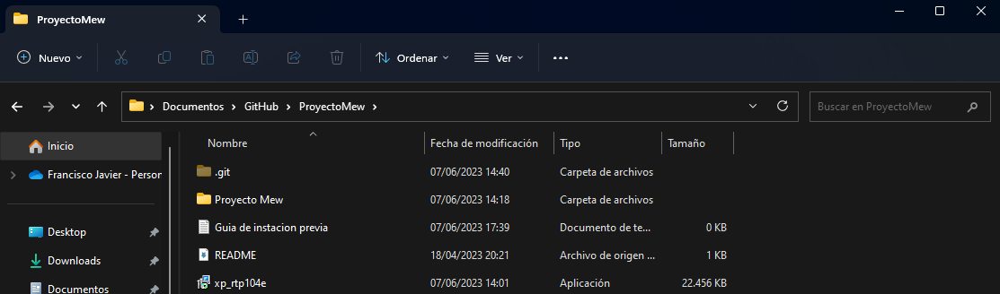 ProyectoMew
Nuevo
Ordenar
Ver
Documentos
GitHub
ProyectoMew
Buscar en ProyectoMew
Inicio
Francisco Javier - Person
Desktop
Downloads
Documentos
Nombre Fecha de modificación Tipo Tamaño
.git 07/06/2023 14:40 Carpeta de archivos
Proyecto Mew 07/06/2023 14:18 Carpeta de archivos
Guia de instacion previa 07/06/2023 17:39 Documento de te... 0 KB
README 18/04/2023 20:21 Archivo de origen ... 1 KB
xp_rtp104e 07/06/2023 14:01 Aplicación 22.456 KB